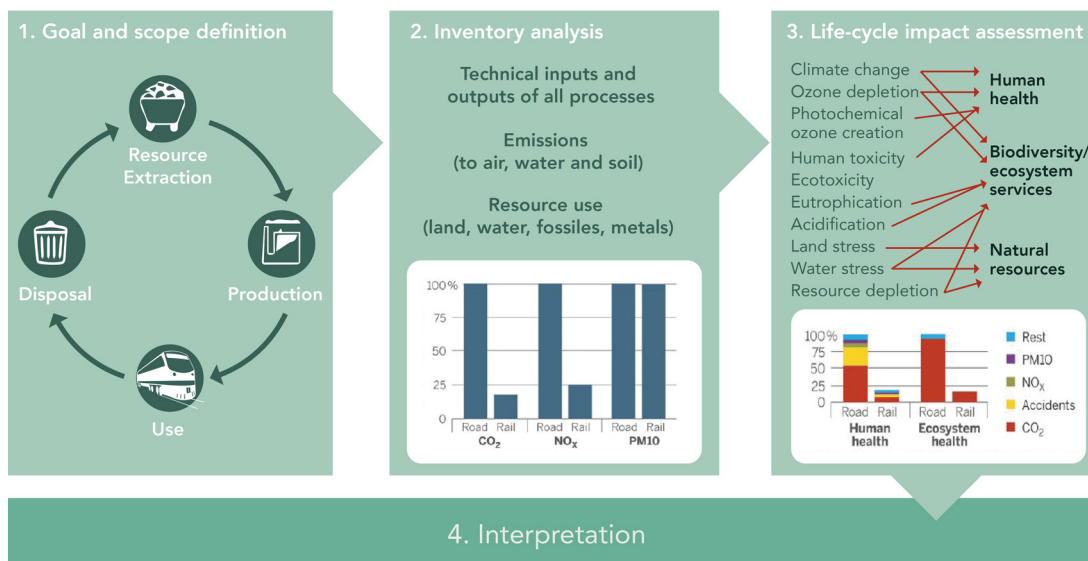 1. Goal and scope definition
Resource
Extraction
Production
Use
Disposal
2. Inventory analysis
Technical inputs and
outputs of all processes
Emissions
(to air, water and soil)
Resource use
(land, water, fossiles, metals)
100%
75
50
25
0
Road Rail Road Rail Road Rail
CO₂ NOₓ PM10
3. Life-cycle impact assessment
Climate change
Ozone depletion
Photochemical
ozone creation
Human toxicity
Ecotoxicity
Eutrophication
Acidification
Land stress
Water stress
Resource depletion
Human
health
Biodiversity/
ecosystem
services
Natural
resources
100%
75
50
25
0
Road Rail Road Rail
Human
health
Ecosystem
health
Rest
PM10
NOₓ
Accidents
CO₂
4. Interpretation